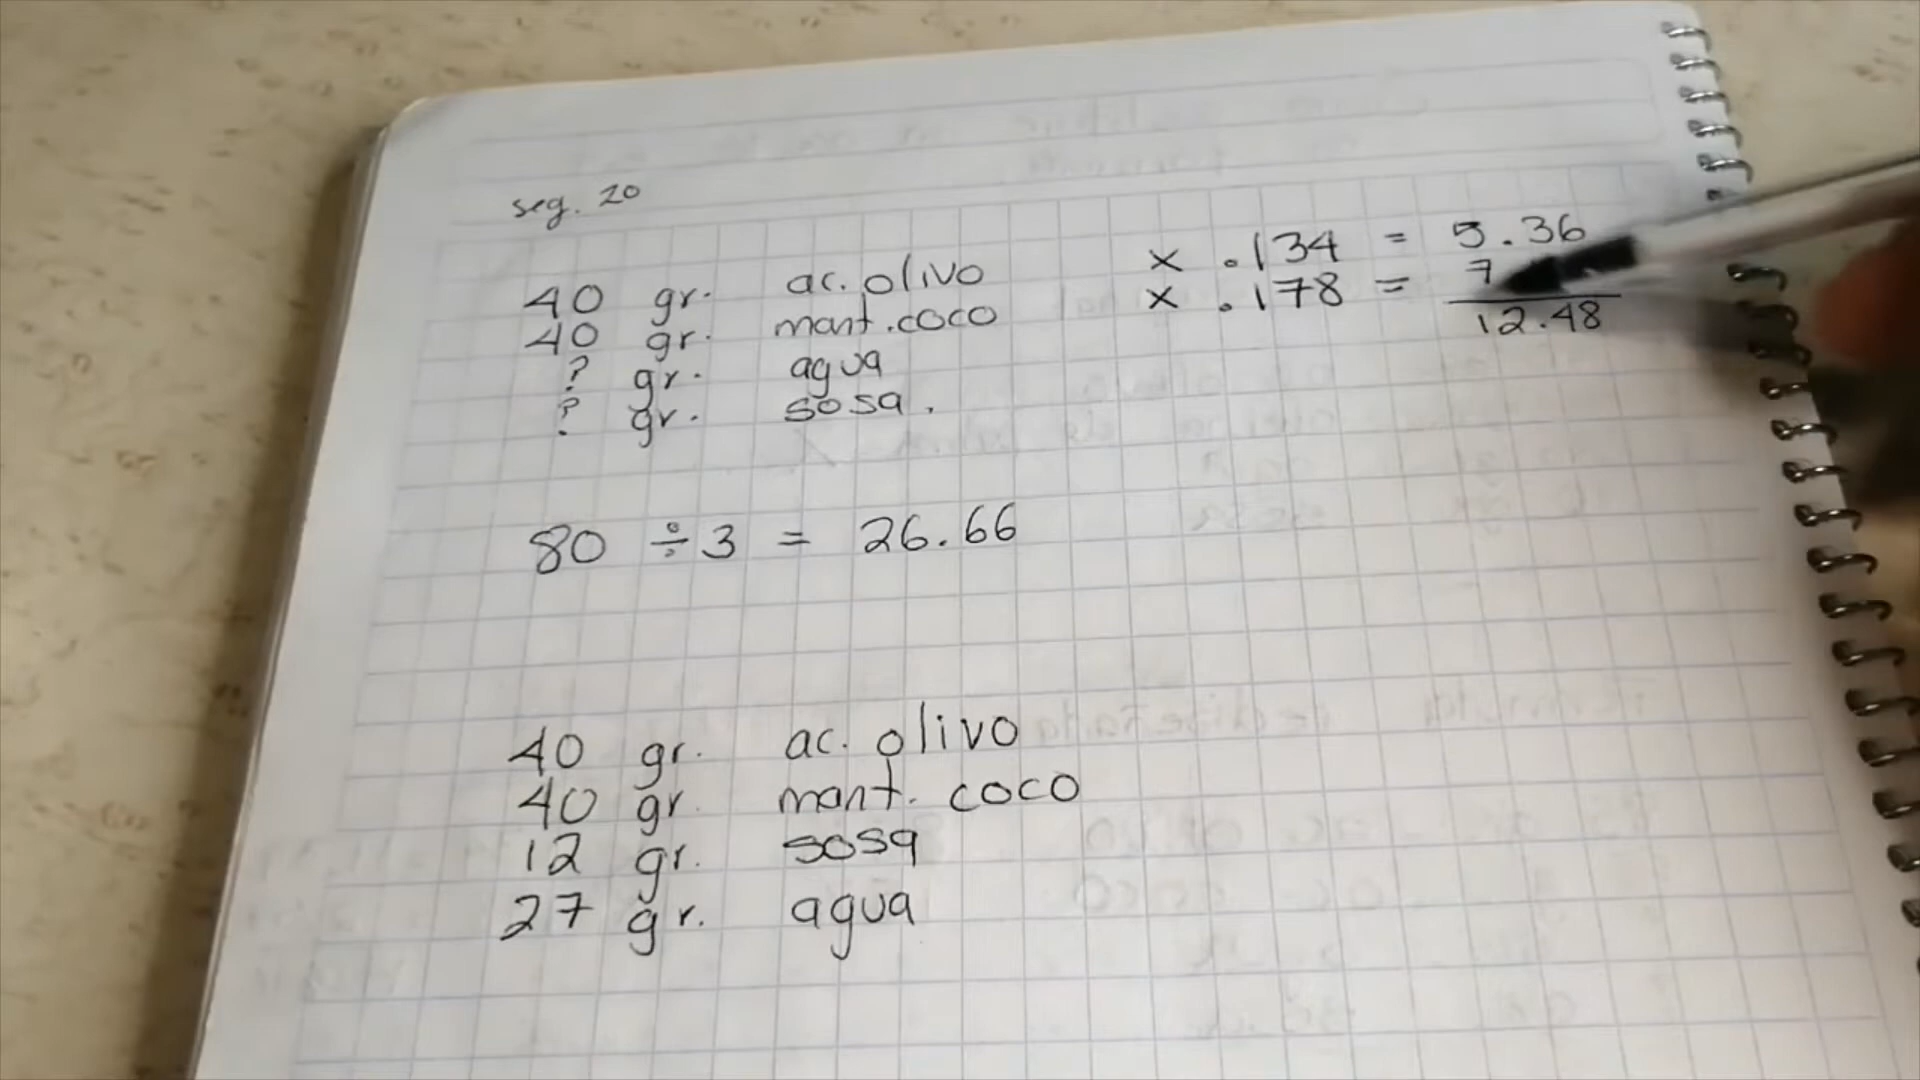 seg. 20
40 gr. ac. olivo x .134 = 5.36
40 gr. mant. coco x .178 = 7
12.48
? gr. agua
? gr. sosa.
80 ÷ 3 = 26.66
40 gr. ac. olivo
40 gr. mant. coco
12 gr. sosa
27 gr. agua